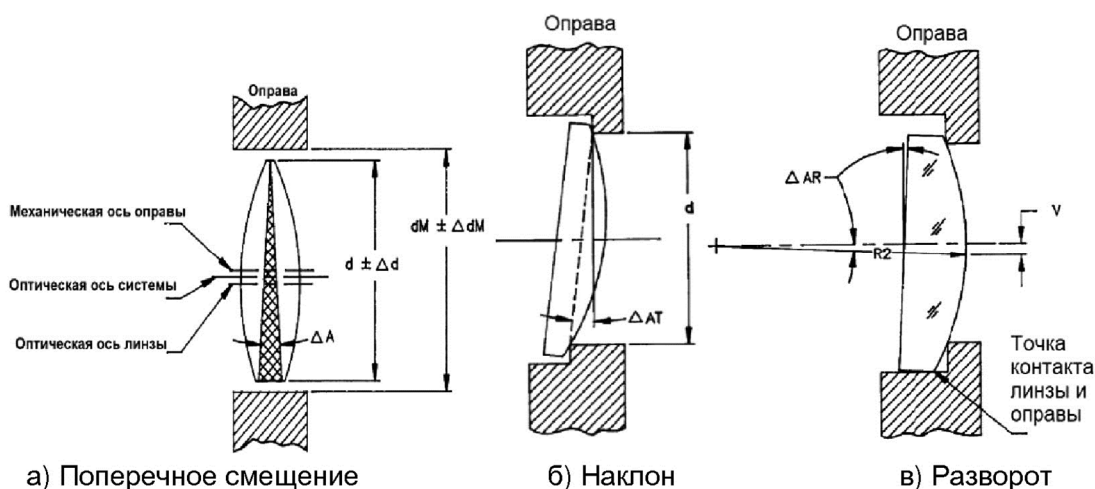 Оправа
Механическая ось оправы
Оптическая ось системы
Оптическая ось линзы
dM ± ΔdM
d ± Δd
ΔA
а) Поперечное смещение
Оправа
d
ΔAT
б) Наклон
Оправа
ΔAR
V
R2
Точка
контакта
линзы и
оправы
в) Разворот